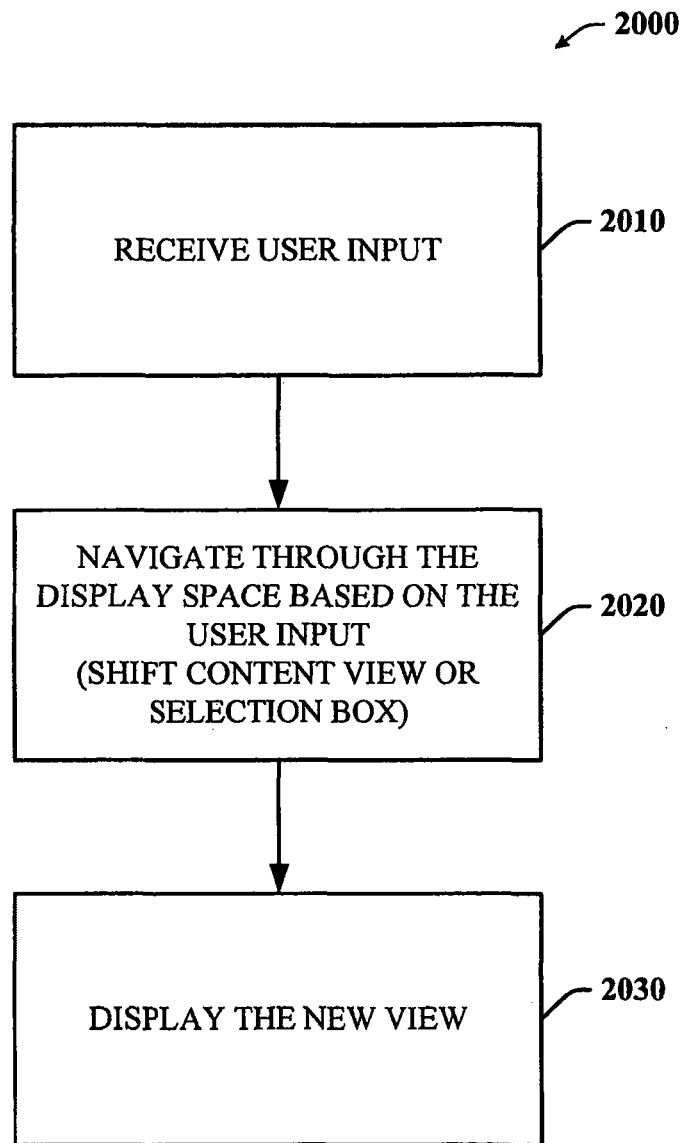 2000
RECEIVE USER INPUT
2010
NAVIGATE THROUGH THE
DISPLAY SPACE BASED ON THE
USER INPUT
(SHIFT CONTENT VIEW OR
SELECTION BOX)
2020
DISPLAY THE NEW VIEW
2030